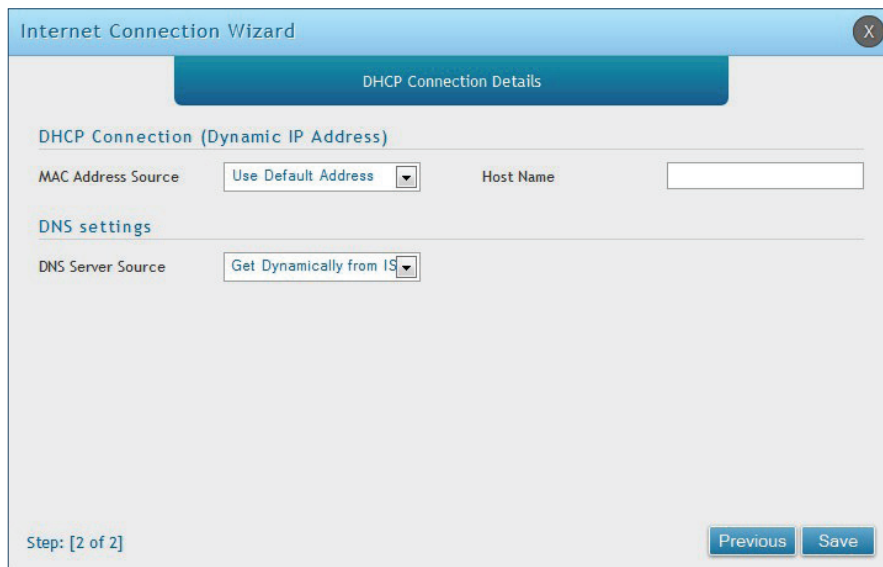 Internet Connection Wizard
X
DHCP Connection Details
DHCP Connection (Dynamic IP Address)
MAC Address Source Use Default Address Host Name
DNS settings
DNS Server Source Get Dynamically from IS
Step: [2 of 2] Previous Save